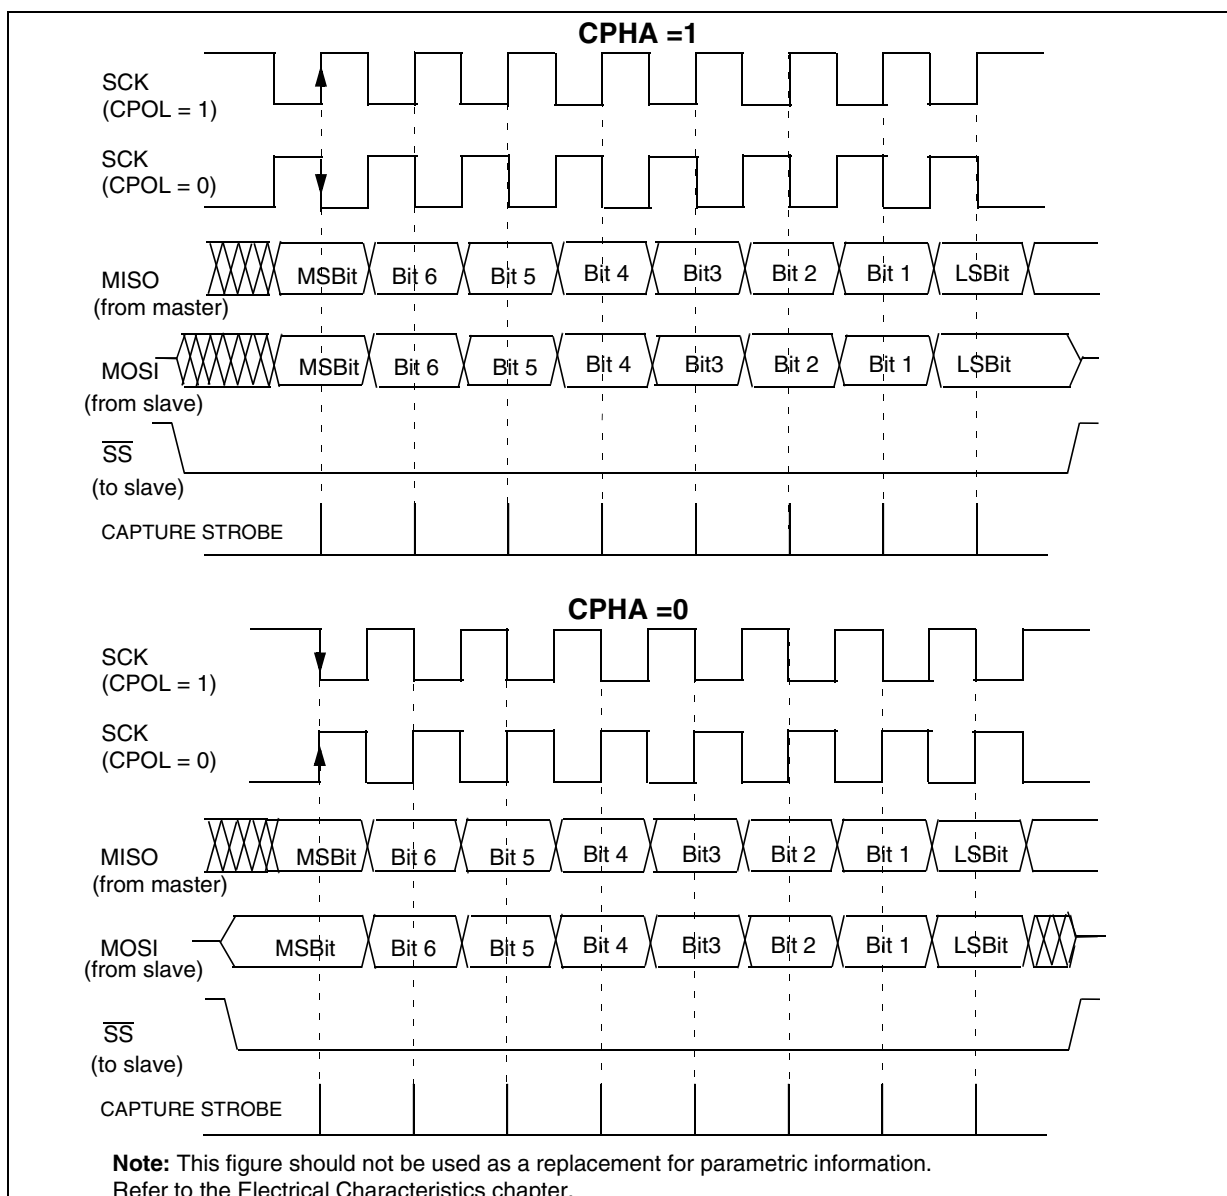 CPHA =1
SCK
(CPOL = 1)
SCK
(CPOL = 0)
MISO
(from master)
MSBit Bit 6 Bit 5 Bit 4 Bit3 Bit 2 Bit 1 LSBit
MOSI
(from slave)
MSBit Bit 6 Bit 5 Bit 4 Bit3 Bit 2 Bit 1 LSBit
SS
(to slave)
CAPTURE STROBE
CPHA =0
SCK
(CPOL = 1)
SCK
(CPOL = 0)
MISO
(from master)
MSBit Bit 6 Bit 5 Bit 4 Bit3 Bit 2 Bit 1 LSBit
MOSI
(from slave)
MSBit Bit 6 Bit 5 Bit 4 Bit3 Bit 2 Bit 1 LSBit
SS
(to slave)
CAPTURE STROBE
Note: This figure should not be used as a replacement for parametric information.
Refer to the Electrical Characteristics chapter.